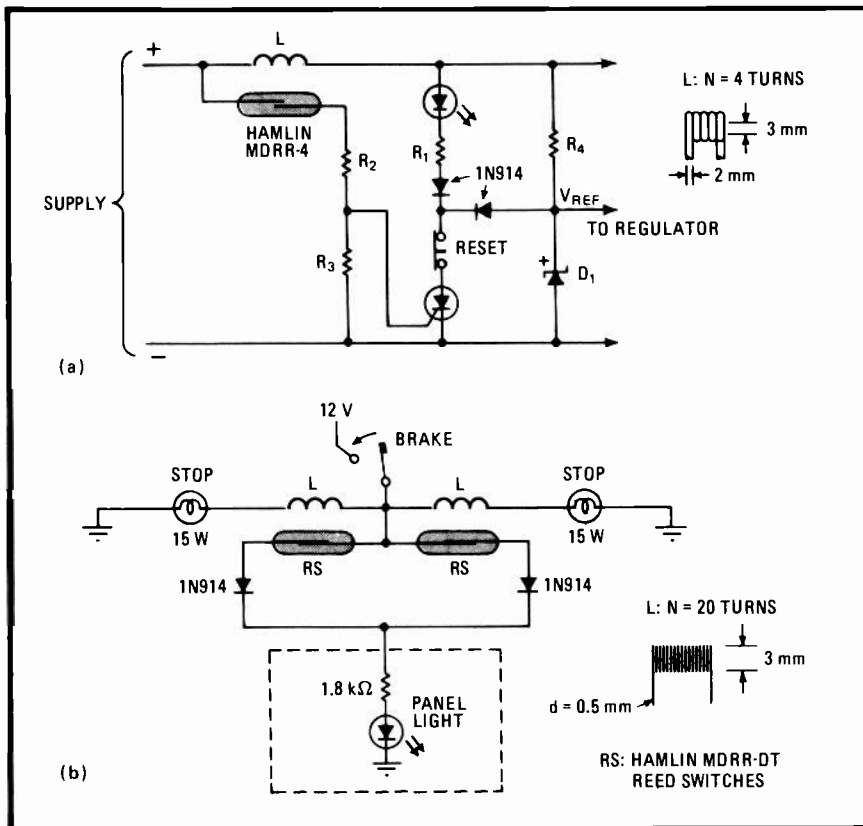 +
L
HAMLIN
MDRR-4
R2
R1
1N914
R4
L: N = 4 TURNS
3 mm
2 mm
SUPPLY
VREF
TO REGULATOR
RESET
R3
+
D1
−
(a)
12 V
BRAKE
STOP
L
L
STOP
15 W
15 W
RS
RS
1N914
1N914
L: N = 20 TURNS
3 mm
d = 0.5 mm
1.8 kΩ
PANEL
LIGHT
RS: HAMLIN MDRR-DT
REED SWITCHES
(b)